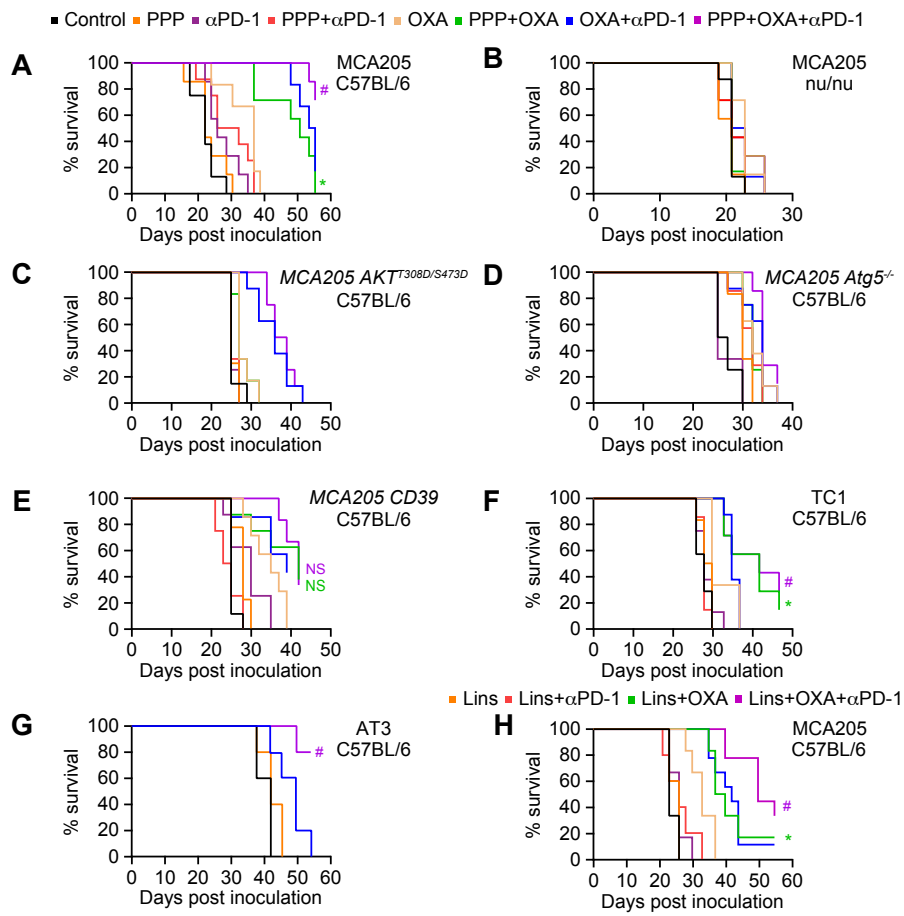 Control PPP αPD-1 PPP+αPD-1 OXA PPP+OXA OXA+αPD-1 PPP+OXA+αPD-1
A
MCA205
C57BL/6
% survival
100
80
60
40
20
0
#
*
0 10 20 30 40 50 60
Days post inoculation
B
MCA205
nu/nu
% survival
100
80
60
40
20
0
0 10 20 30
Days post inoculation
C
MCA205 AKT^T308D/S473D
C57BL/6
% survival
100
80
60
40
20
0
0 10 20 30 40 50
Days post inoculation
D
MCA205 Atg5^-/-
C57BL/6
% survival
100
80
60
40
20
0
0 10 20 30 40
Days post inoculation
E
MCA205 CD39
C57BL/6
% survival
100
80
60
40
20
0
NS
NS
0 10 20 30 40 50
Days post inoculation
F
TC1
C57BL/6
% survival
100
80
60
40
20
0
#
*
0 10 20 30 40 50
Days post inoculation
Lins Lins+αPD-1 Lins+OXA Lins+OXA+αPD-1
G
AT3
C57BL/6
% survival
100
80
60
40
20
0
#
0 10 20 30 40 50 60
Days post inoculation
H
MCA205
C57BL/6
% survival
100
80
60
40
20
0
#
*
0 10 20 30 40 50 60
Days post inoculation